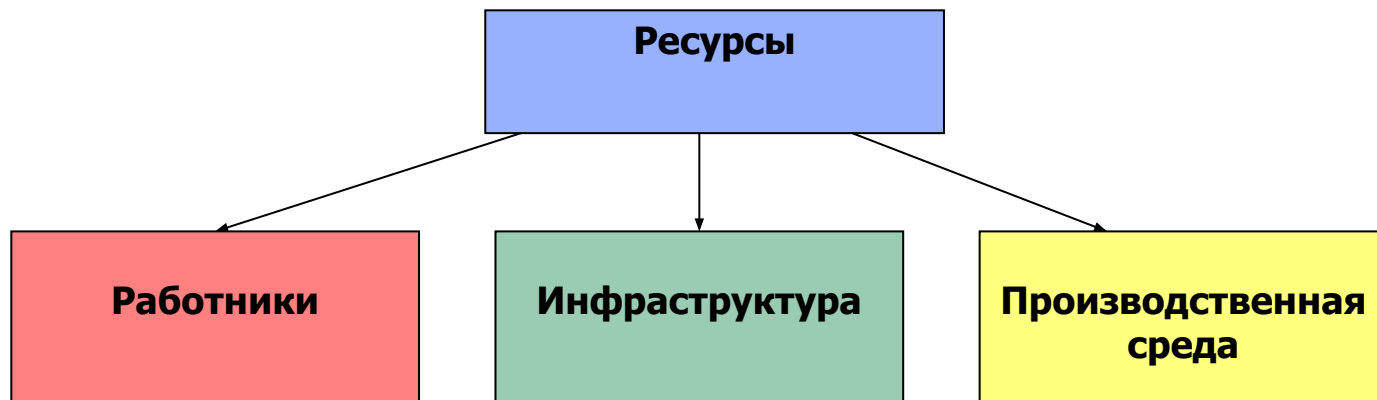 Ресурсы
Работники
Инфраструктура
Производственная
среда